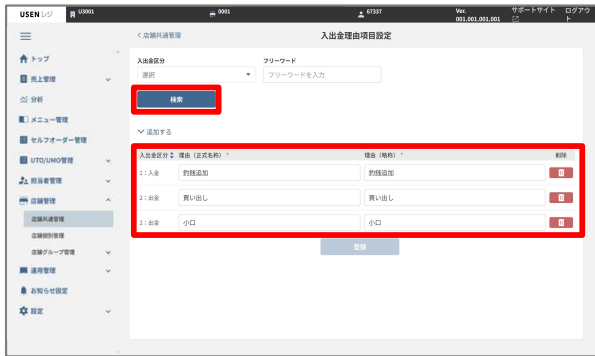 USEN レジ U3001 0001 67337 Ver. 001.001.001.001 サポートサイト ログアウト
< 店舗共通管理 入出金理由項目設定
トップ
売上管理
分析
メニュー管理
セルフオーダー管理
UTO/UMO管理
担当者管理
店舗管理
店舗共通管理
店舗個別管理
店舗グループ管理
運用管理
お知らせ設定
設定
入出金区分 フリーワード
選択 フリーワードを入力
検索
追加する
入出金区分 理由（正式名称） * 理由（略称） * 削除
1：入金 釣銭追加 釣銭追加
2：出金 買い出し 買い出し
2：出金 小口 小口
登録